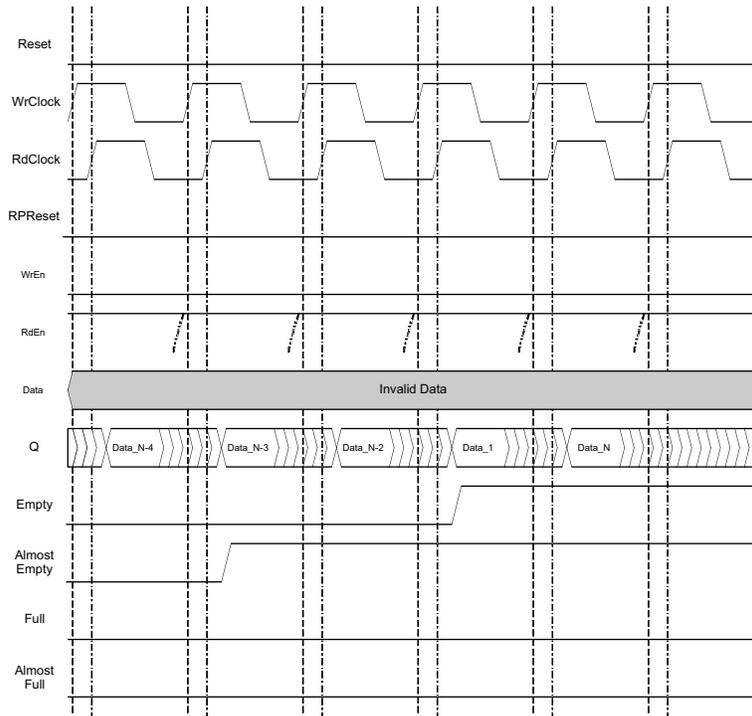 Reset
WrClock
RdClock
RPReset
WrEn
RdEn
Data
Invalid Data
Q
Data_N-4
Data_N-3
Data_N-2
Data_1
Data_N
Empty
Almost
Empty
Full
Almost
Full